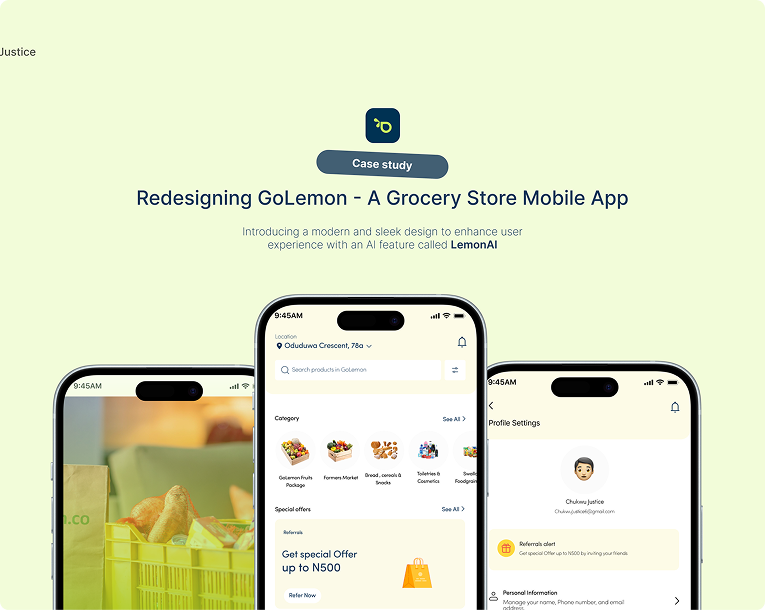 Justice
Case study
Redesigning GoLemon - A Grocery Store Mobile App
Introducing a modern and sleek design to enhance user
experience with an AI feature called LemonAI
9:45AM
n.co
9:45AM
Location
Oduduwa Crescent, 78a
Search products in GoLemon
Category
See All
GoLemon Fruits
Package
Farmers Market
Bread , cereals &
Snacks
Toiletries &
Cosmetics
Swallo
Foodgrain
Special offers
See All
Referrals
Get special Offer
up to N500
Refer Now
9:45AM
Profile Settings
Chukwu Justice
Chukwujustice6@gmail.com
Referrals alert
Get special Offer up to N500 by inviting your friends
Personal Information
Manage your name, Phone number, and email
address.